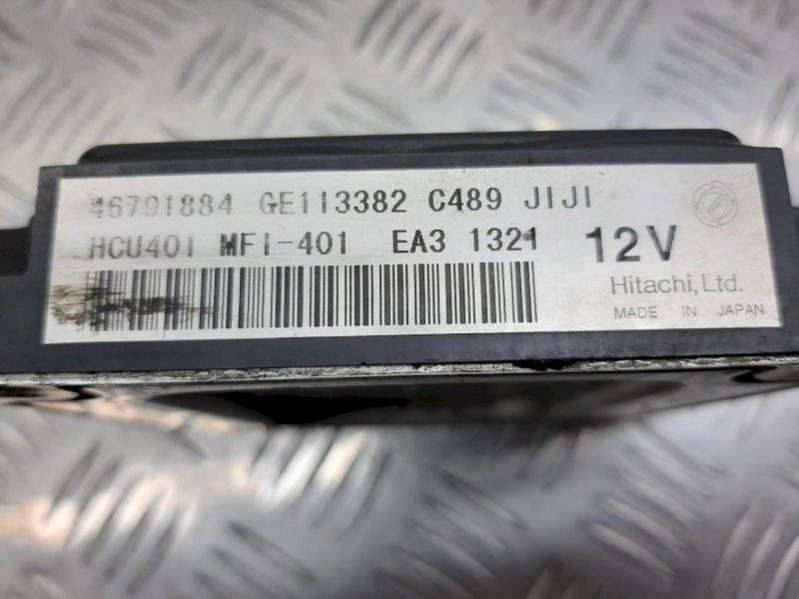 46791884 GE113382 C489 JIJI
HCU401 MFI-401 EA3 1321 12V
Hitachi, Ltd.
MADE IN JAPAN